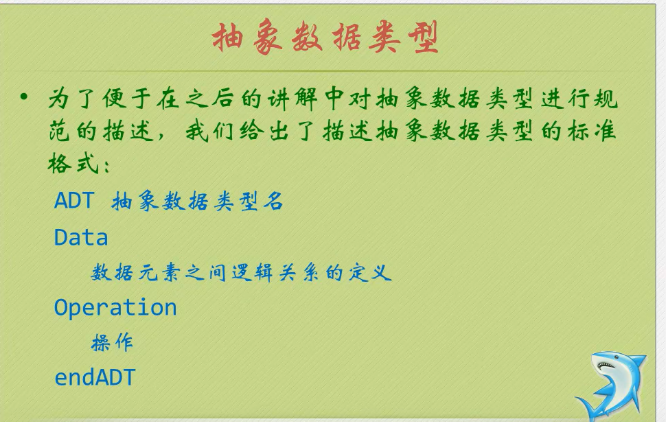 抽象数据类型
• 为了便于在之后的讲解中对抽象数据类型进行规
范的描述，我们给出了描述抽象数据类型的标准
格式：
ADT 抽象数据类型名
Data
数据元素之间逻辑关系的定义
Operation
操作
endADT